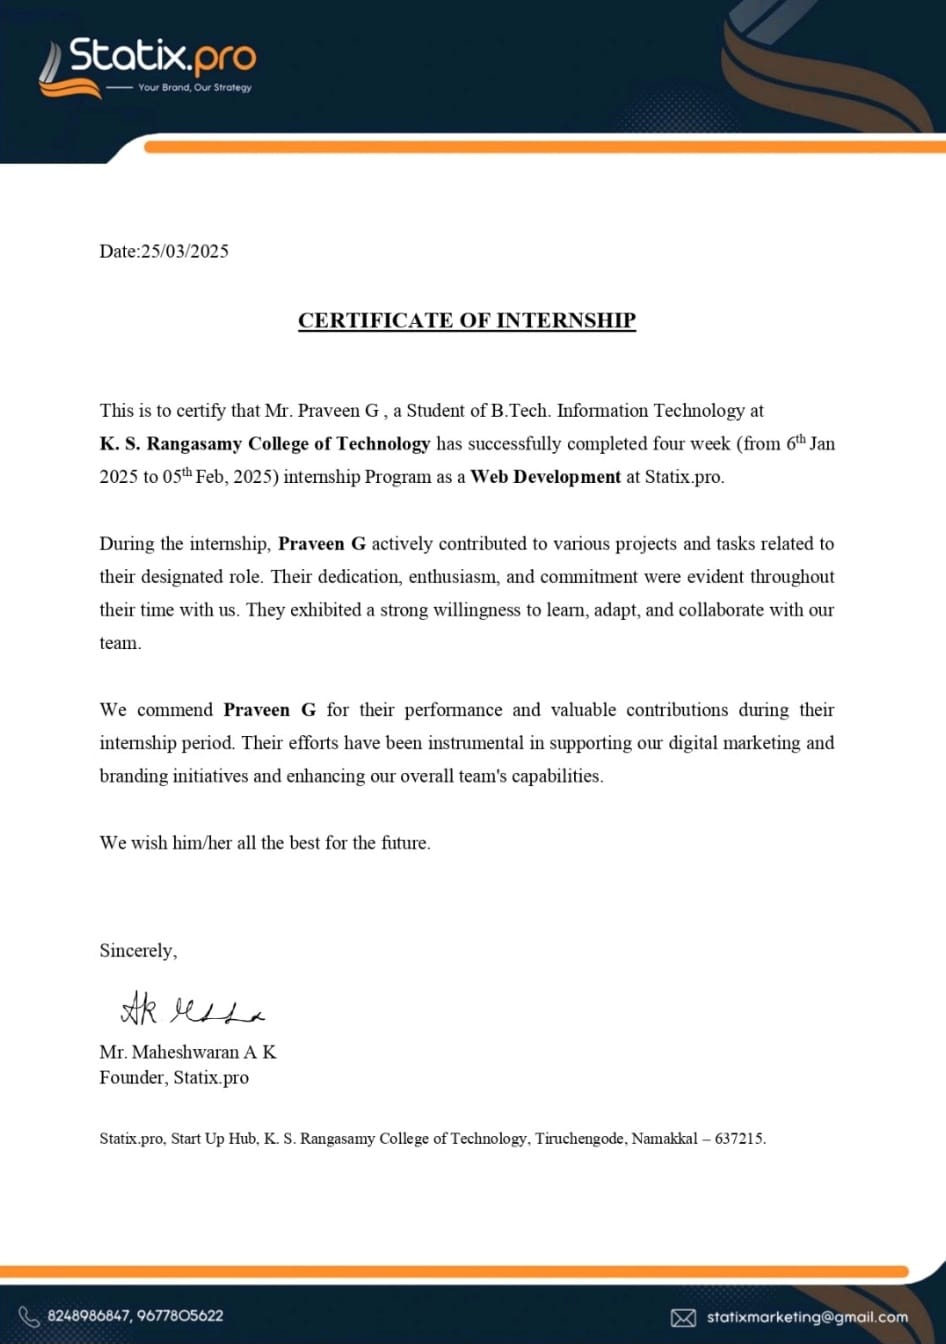 Statix.pro
Your Brand, Our Strategy
Date:25/03/2025
CERTIFICATE OF INTERNSHIP
This is to certify that Mr. Praveen G , a Student of B.Tech. Information Technology at
K. S. Rangasamy College of Technology has successfully completed four week (from 6th Jan
2025 to 05th Feb, 2025) internship Program as a Web Development at Statix.pro.
During the internship, Praveen G actively contributed to various projects and tasks related to
their designated role. Their dedication, enthusiasm, and commitment were evident throughout
their time with us. They exhibited a strong willingness to learn, adapt, and collaborate with our
team.
We commend Praveen G for their performance and valuable contributions during their
internship period. Their efforts have been instrumental in supporting our digital marketing and
branding initiatives and enhancing our overall team's capabilities.
We wish him/her all the best for the future.
Sincerely,
Mr. Maheshwaran A K
Founder, Statix.pro
Statix.pro, Start Up Hub, K. S. Rangasamy College of Technology, Tiruchengode, Namakkal – 637215.
8248986847, 9677805622
statixmarketing@gmail.com